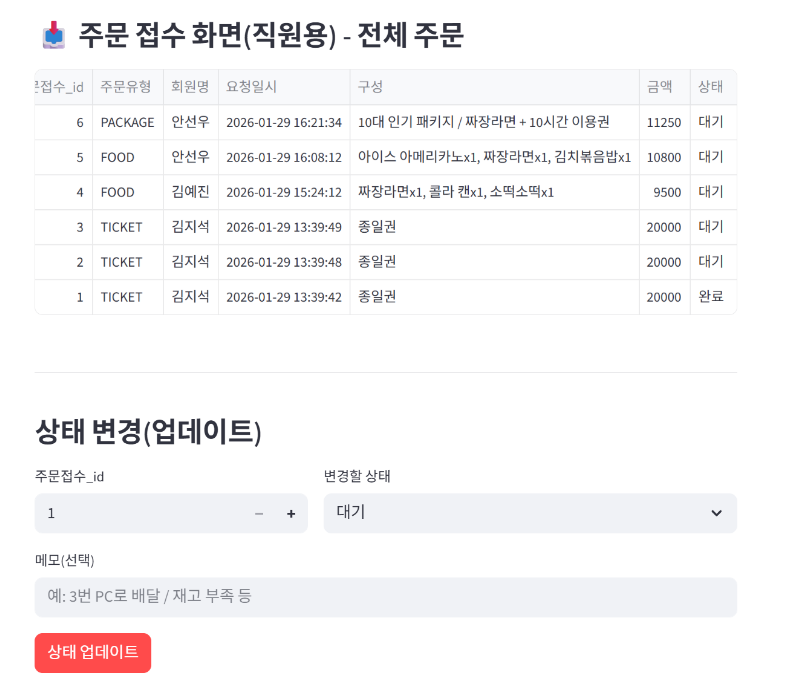 주문 접수 화면(직원용) - 전체 주문
문접수_id 주문유형 회원명 요청일시 구성 금액 상태
6 PACKAGE 안선우 2026-01-29 16:21:34 10대 인기 패키지 / 짜장라면 + 10시간 이용권 11250 대기
5 FOOD 안선우 2026-01-29 16:08:12 아이스 아메리카노x1, 짜장라면x1, 김치볶음밥x1 10800 대기
4 FOOD 김예진 2026-01-29 15:24:12 짜장라면x1, 콜라 캔x1, 소떡소떡x1 9500 대기
3 TICKET 김지석 2026-01-29 13:39:49 종일권 20000 대기
2 TICKET 김지석 2026-01-29 13:39:48 종일권 20000 대기
1 TICKET 김지석 2026-01-29 13:39:42 종일권 20000 완료
상태 변경(업데이트)
주문접수_id 변경할 상태
1 − + 대기
메모(선택)
예: 3번 PC로 배달 / 재고 부족 등
상태 업데이트